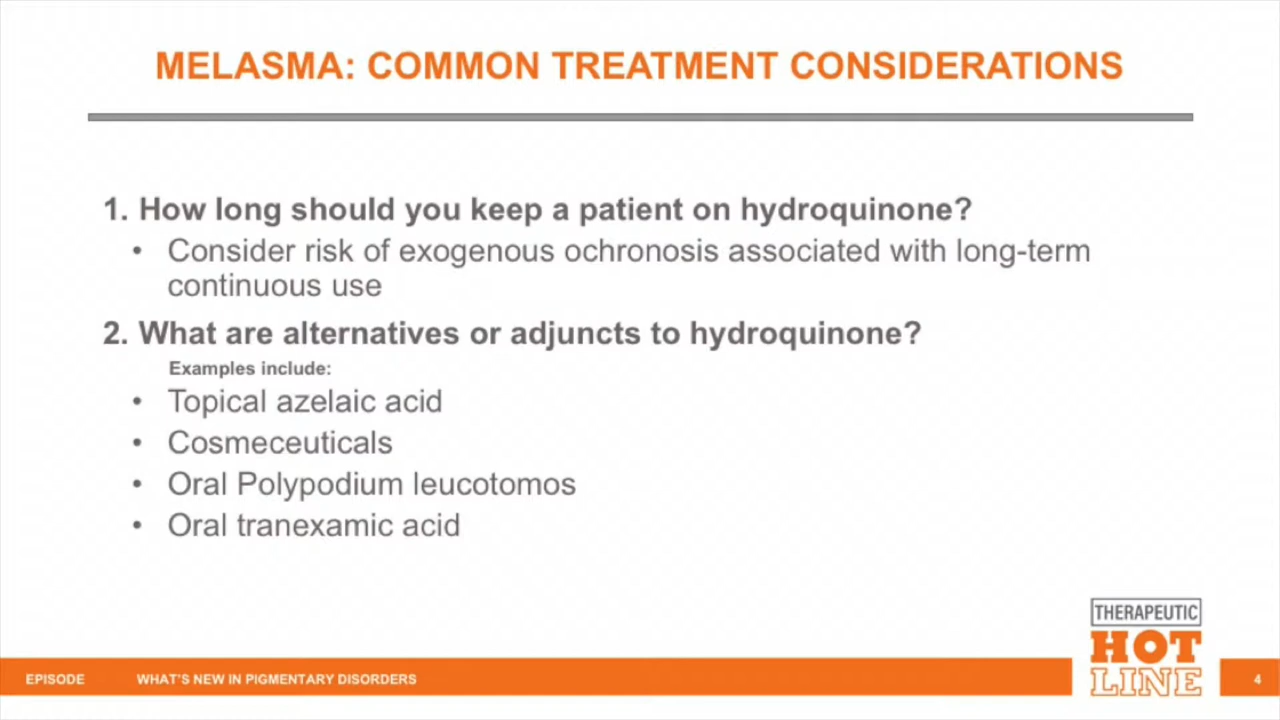 MELASMA: COMMON TREATMENT CONSIDERATIONS
1. How long should you keep a patient on hydroquinone?
• Consider risk of exogenous ochronosis associated with long-term
continuous use
2. What are alternatives or adjuncts to hydroquinone?
Examples include:
• Topical azelaic acid
• Cosmeceuticals
• Oral Polypodium leucotomos
• Oral tranexamic acid
THERAPEUTIC
HOT
LINE
EPISODE WHAT'S NEW IN PIGMENTARY DISORDERS 4